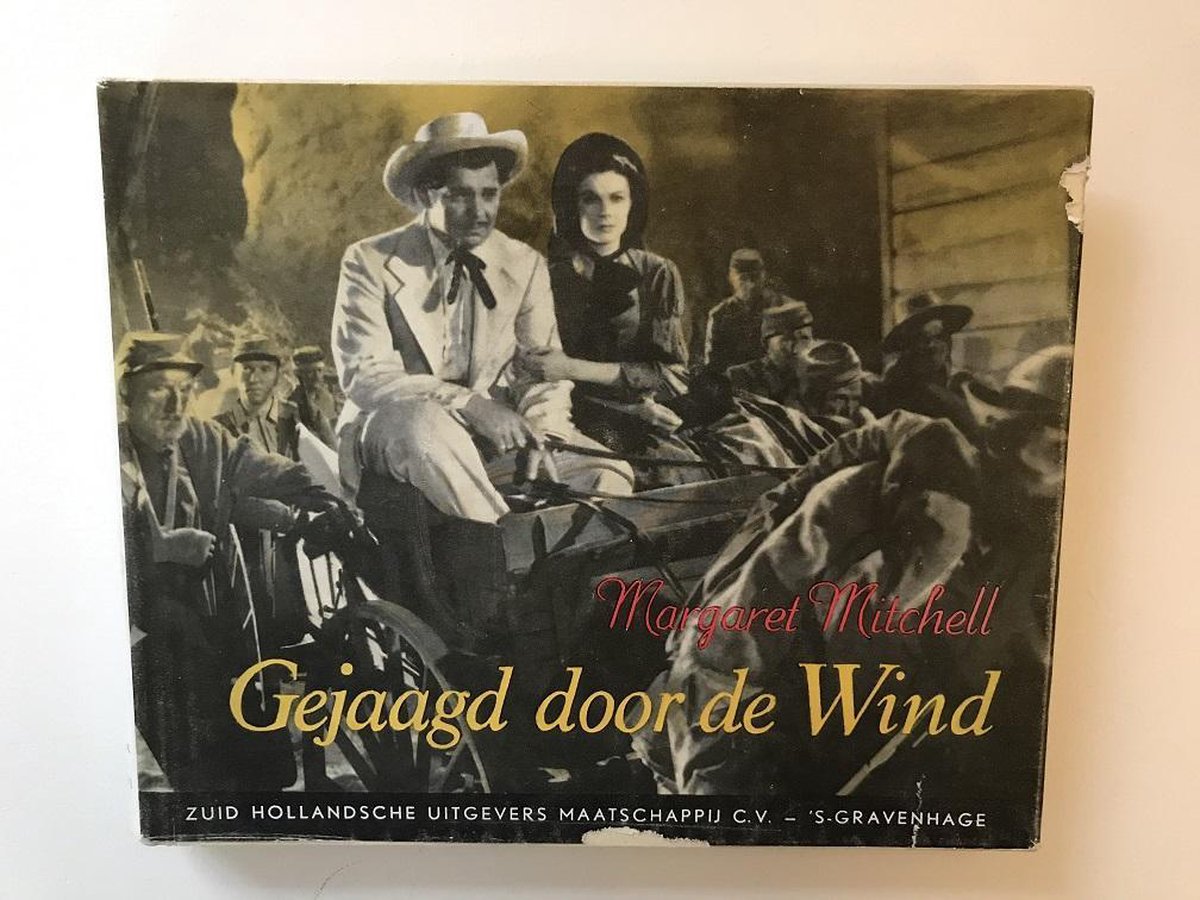 Margaret Mitchell
Gejaagd door de Wind
ZUID HOLLANDSCHE UITGEVERS MAATSCHAPPIJ C.V. – 'S-GRAVENHAGE